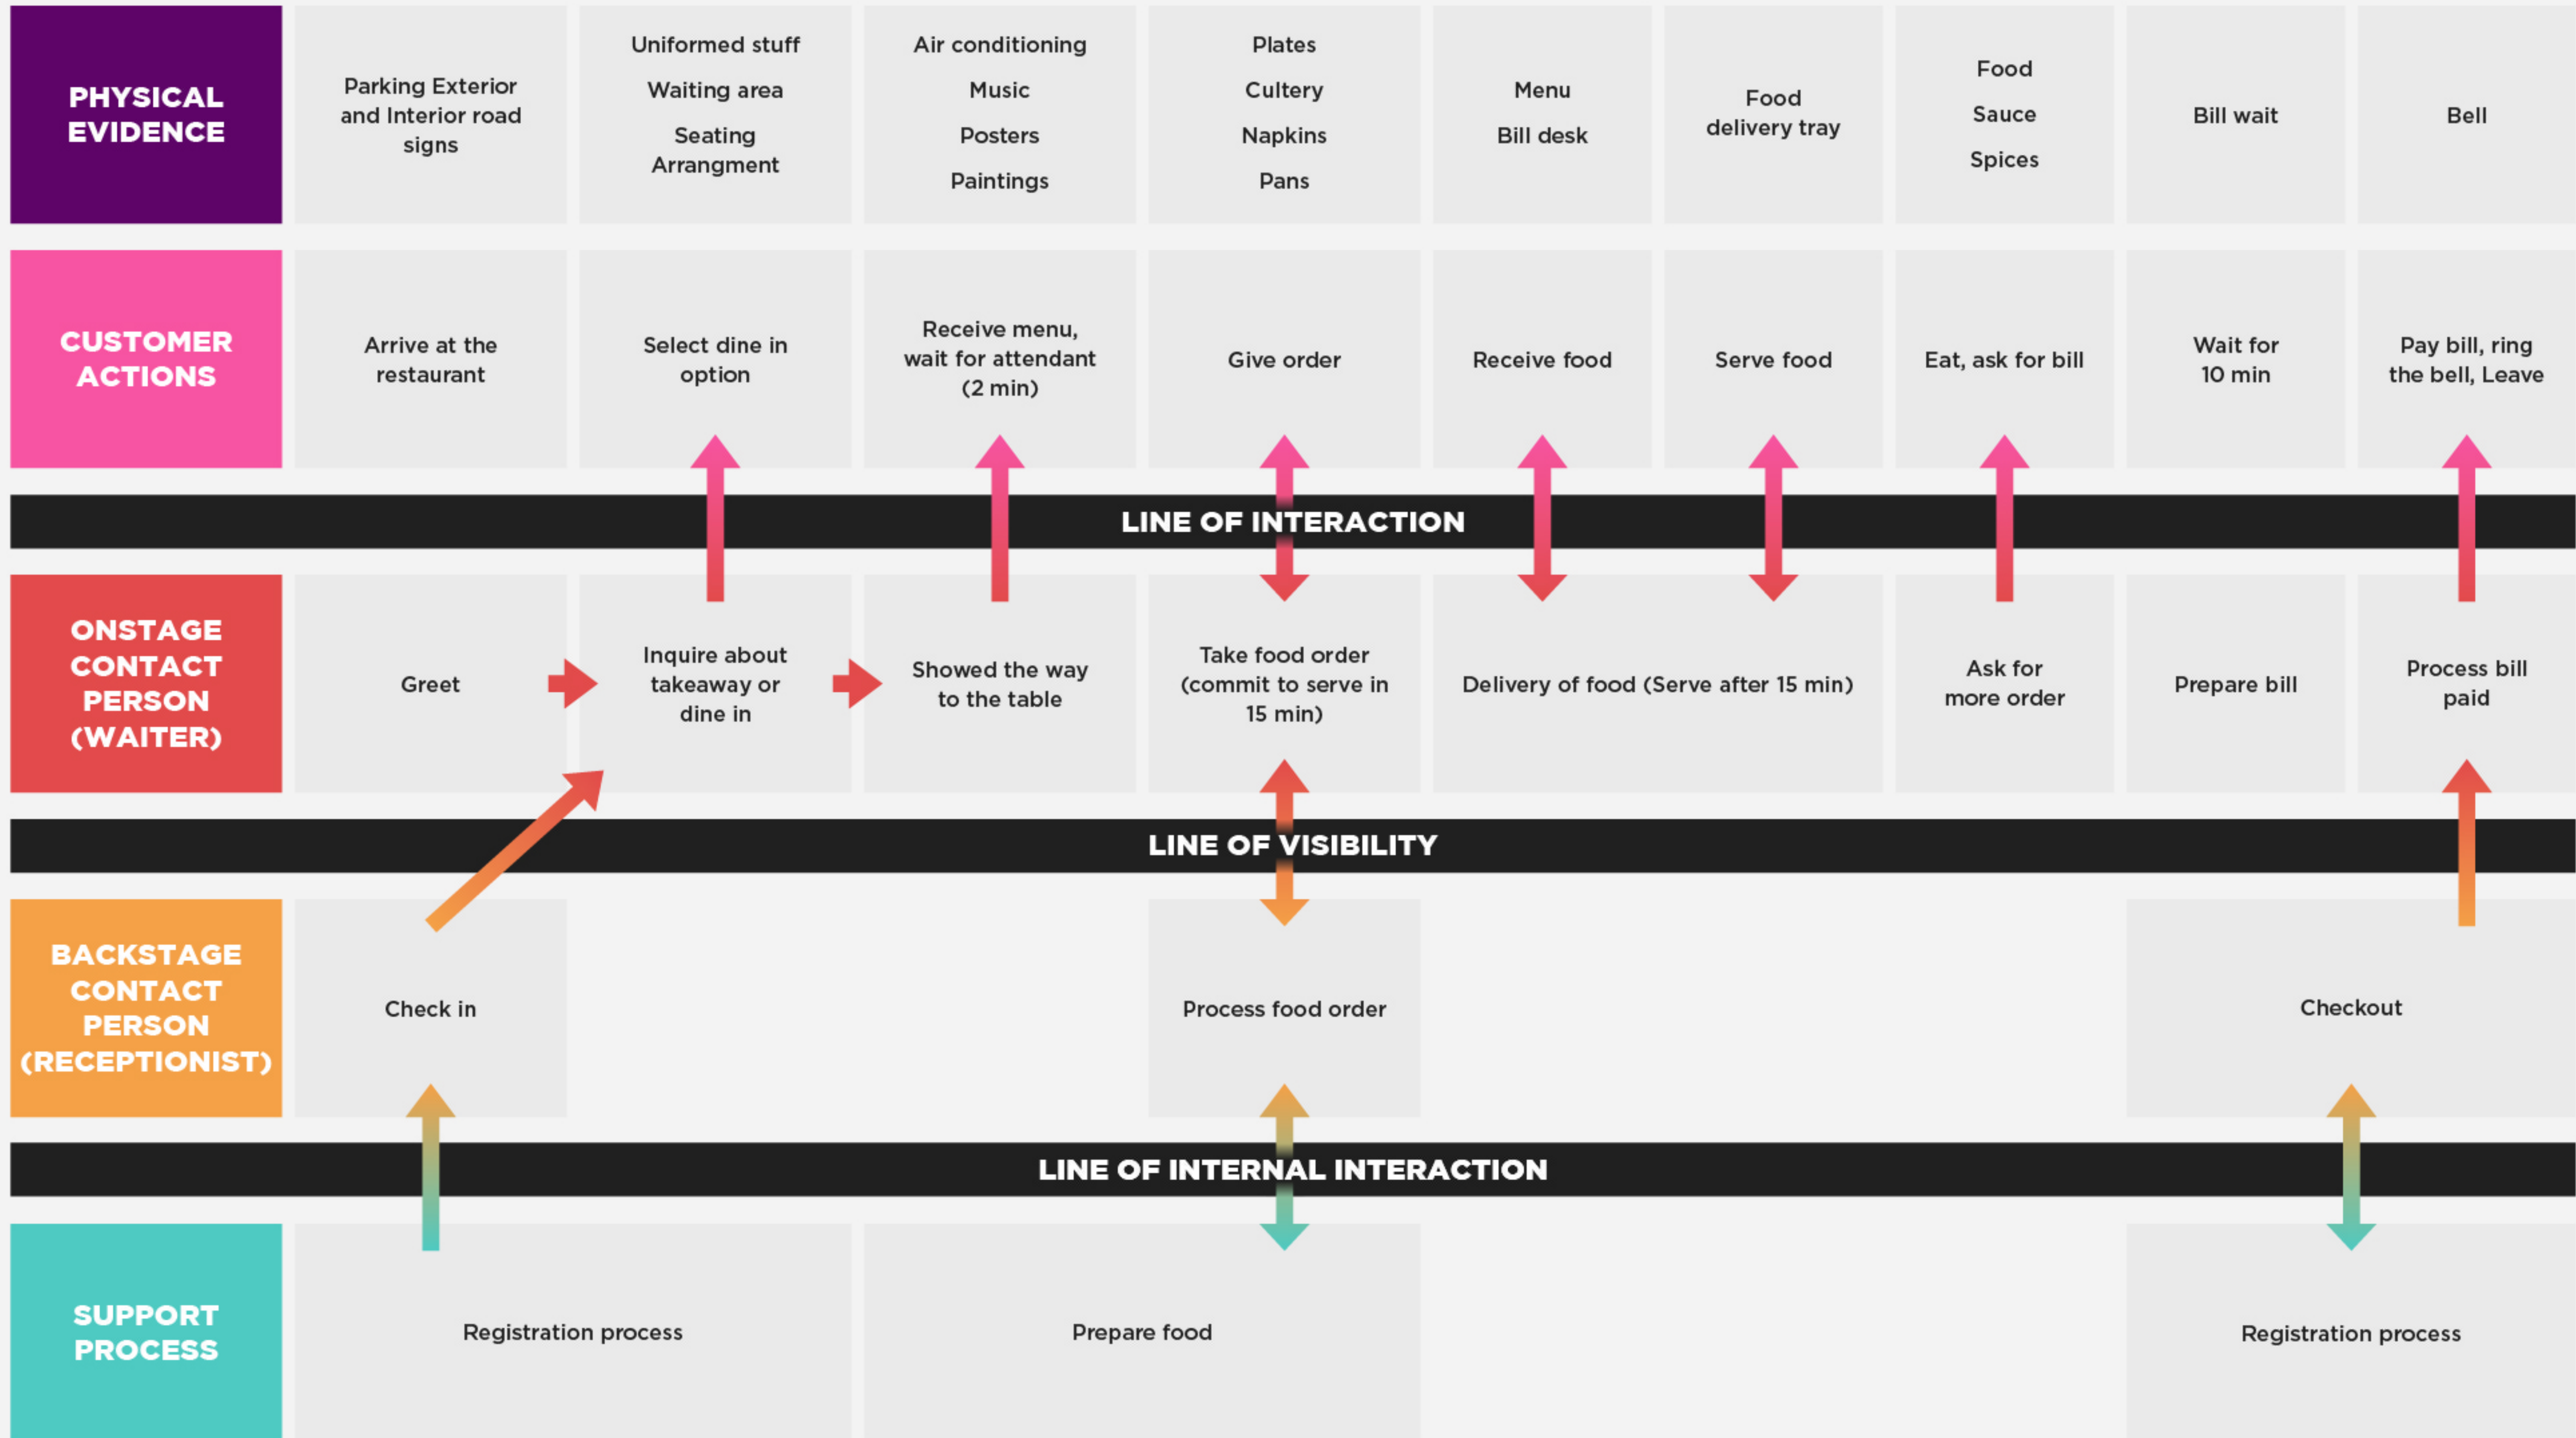 PHYSICAL
EVIDENCE
Parking Exterior
and Interior road
signs
Uniformed stuff
Waiting area
Seating
Arrangment
Air conditioning
Music
Posters
Paintings
Plates
Cultery
Napkins
Pans
Menu
Bill desk
Food
delivery tray
Food
Sauce
Spices
Bill wait
Bell
CUSTOMER
ACTIONS
Arrive at the
restaurant
Select dine in
option
Receive menu,
wait for attendant
(2 min)
Give order
Receive food
Serve food
Eat, ask for bill
Wait for
10 min
Pay bill, ring
the bell, Leave
LINE OF INTERACTION
ONSTAGE
CONTACT
PERSON
(WAITER)
Greet
Inquire about
takeaway or
dine in
Showed the way
to the table
Take food order
(commit to serve in
15 min)
Delivery of food (Serve after 15 min)
Ask for
more order
Prepare bill
Process bill
paid
LINE OF VISIBILITY
BACKSTAGE
CONTACT
PERSON
(RECEPTIONIST)
Check in
Process food order
Checkout
LINE OF INTERNAL INTERACTION
SUPPORT
PROCESS
Registration process
Prepare food
Registration process